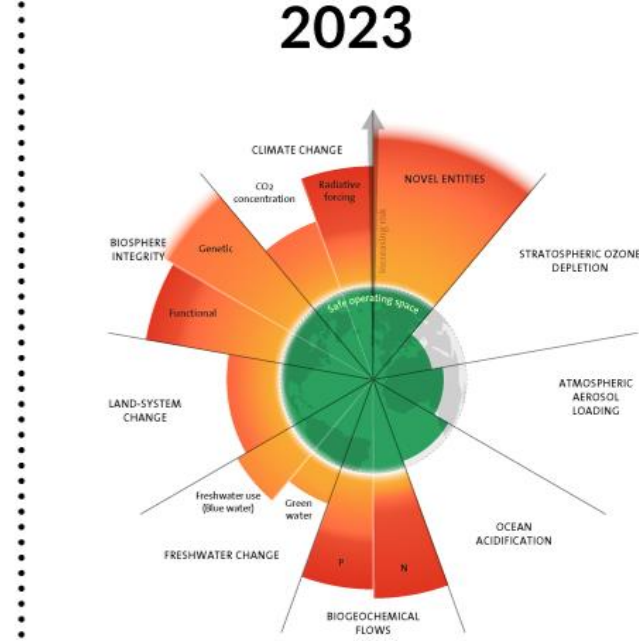 2023
CLIMATE CHANGE
CO2
concentration
Radiative
forcing
NOVEL ENTITIES
Increasing risk
STRATOSPHERIC OZONE
DEPLETION
BIOSPHERE
INTEGRITY
Genetic
Functional
Safe operating space
ATMOSPHERIC
AEROSOL
LOADING
LAND-SYSTEM
CHANGE
Freshwater use
(Blue water)
Green
water
FRESHWATER CHANGE
OCEAN
ACIDIFICATION
P
N
BIOGEOCHEMICAL
FLOWS